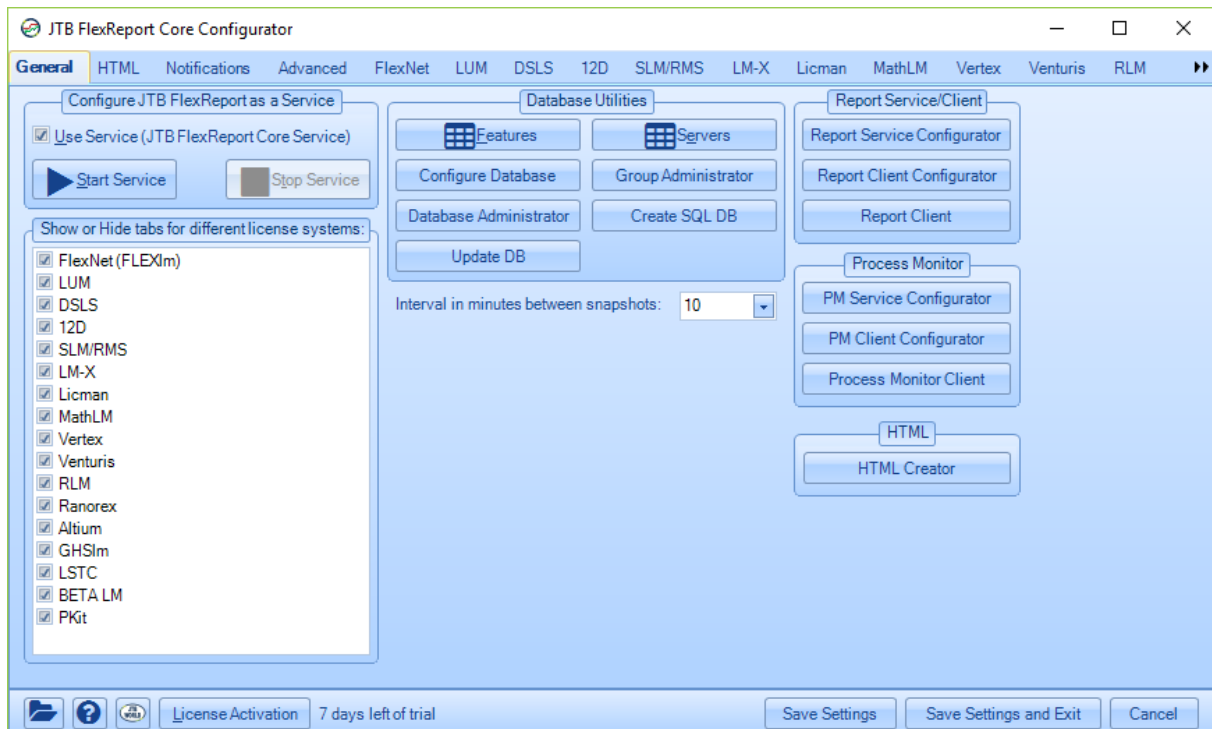 JTB FlexReport Core Configurator
General HTML Notifications Advanced FlexNet LUM DSLS 12D SLM/RMS LM-X Licman MathLM Vertex Venturis RLM
Configure JTB FlexReport as a Service
Use Service (JTB FlexReport Core Service)
Start Service Stop Service
Show or Hide tabs for different license systems:
FlexNet (FLEXlm)
LUM
DSLS
12D
SLM/RMS
LM-X
Licman
MathLM
Vertex
Venturis
RLM
Ranorex
Altium
GHSlm
LSTC
BETA LM
PKit
Database Utilities
Features Servers
Configure Database Group Administrator
Database Administrator Create SQL DB
Update DB
Interval in minutes between snapshots: 10
Report Service/Client
Report Service Configurator
Report Client Configurator
Report Client
Process Monitor
PM Service Configurator
PM Client Configurator
Process Monitor Client
HTML
HTML Creator
License Activation 7 days left of trial Save Settings Save Settings and Exit Cancel